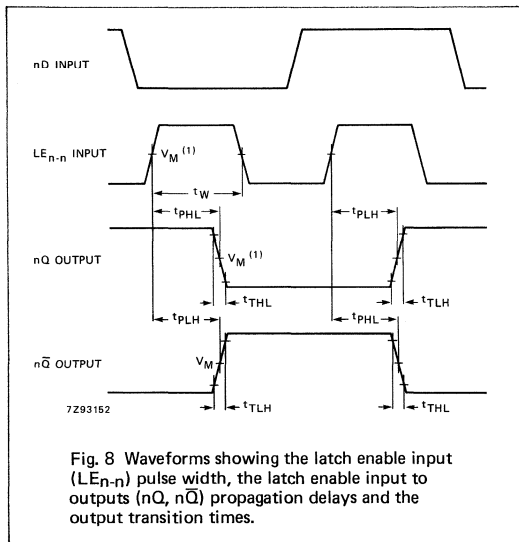 nD INPUT
LEn-n INPUT
VM (1)
tW
tPHL
tPLH
nQ OUTPUT
VM (1)
tTHL
tTLH
tPLH
tPHL
nQ̅ OUTPUT
VM
7Z93152
tTLH
tTHL
Fig. 8 Waveforms showing the latch enable input
(LEn-n) pulse width, the latch enable input to
outputs (nQ, nQ̅) propagation delays and the
output transition times.